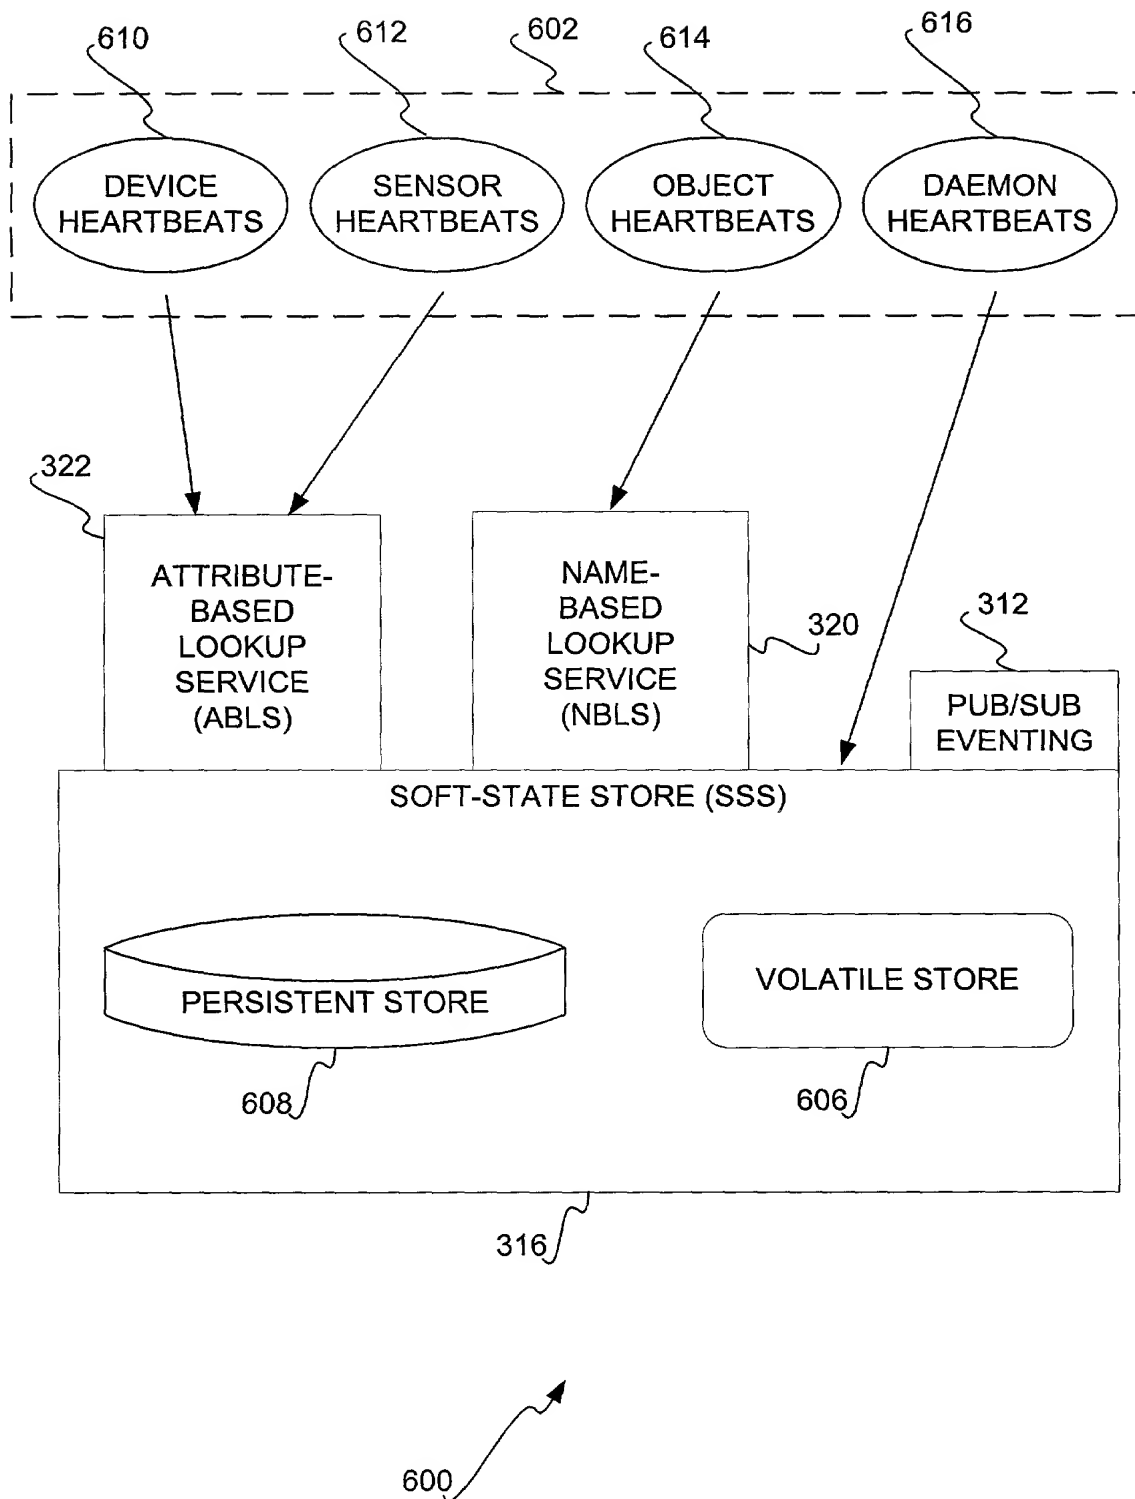 610
612
602
614
616
DEVICE
HEARTBEATS
SENSOR
HEARTBEATS
OBJECT
HEARTBEATS
DAEMON
HEARTBEATS
322
ATTRIBUTE-
BASED
LOOKUP
SERVICE
(ABLS)
NAME-
BASED
LOOKUP
SERVICE
(NBLS)
320
312
PUB/SUB
EVENTING
SOFT-STATE STORE (SSS)
PERSISTENT STORE
VOLATILE STORE
608
606
316
600